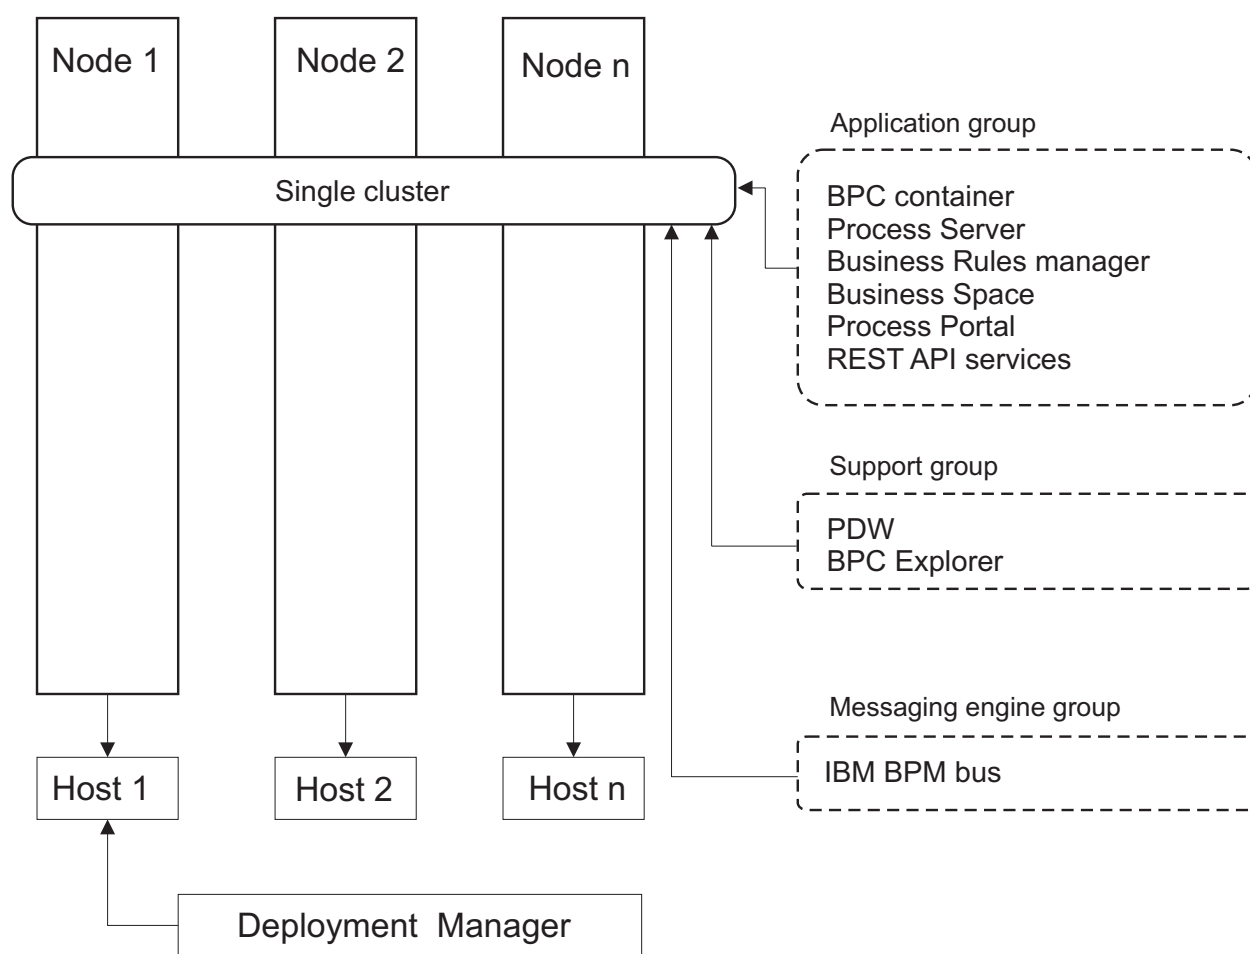 Node 1
Node 2
Node n
Application group
Single cluster
BPC container
Process Server
Business Rules manager
Business Space
Process Portal
REST API services
Support group
PDW
BPC Explorer
Messaging engine group
IBM BPM bus
Host 1
Host 2
Host n
Deployment Manager